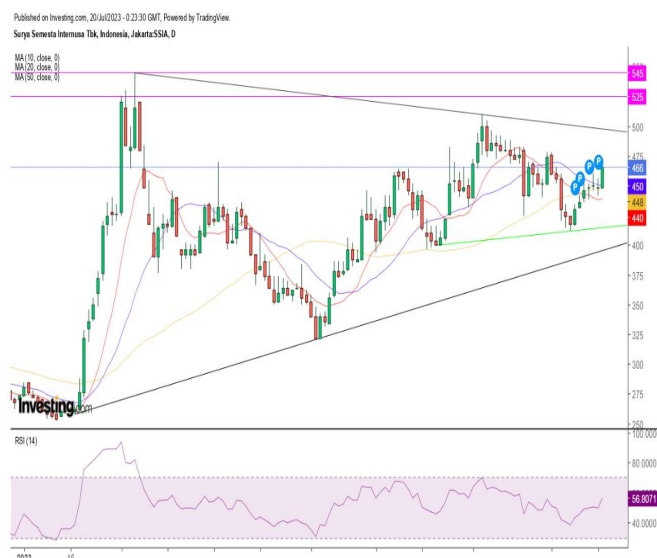 Published on Investing.com, 20/Jul/2023 - 0:23:30 GMT, Powered by TradingView.
Surya Semesta Internusa Tbk, Indonesia, Jakarta:SSIA, D
MA (10, close, 0)
MA (20, close, 0)
MA (50, close, 0)
545
525
500
P P
466
P P
450
448
440
400
375
350
325
300
275
250
Investing.com
100.0000
RSI (14)
80.0000
56.8071
40.0000
2023 16